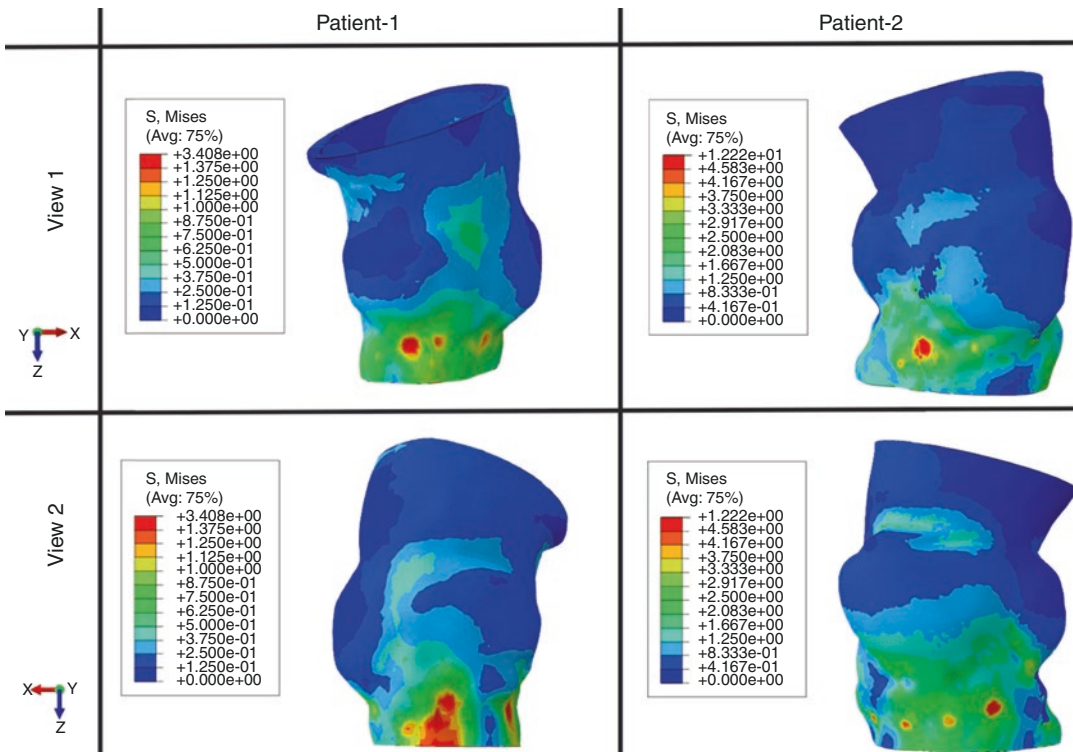 Patient-1
Patient-2
View 1
S, Mises
(Avg: 75%)
+3.408e+00
+1.375e+00
+1.250e+00
+1.125e+00
+1.000e+00
+8.750e-01
+7.500e-01
+6.250e-01
+5.000e-01
+3.750e-01
+2.500e-01
+1.250e-01
+0.000e+00
S, Mises
(Avg: 75%)
+1.222e+01
+4.583e+00
+4.167e+00
+3.750e+00
+3.333e+00
+2.917e+00
+2.500e+00
+2.083e+00
+1.667e+00
+1.250e+00
+8.333e-01
+4.167e-01
+0.000e+00
Y X
Z
View 2
S, Mises
(Avg: 75%)
+3.408e+00
+1.375e+00
+1.250e+00
+1.125e+00
+1.000e+00
+8.750e-01
+7.500e-01
+6.250e-01
+5.000e-01
+3.750e-01
+2.500e-01
+1.250e-01
+0.000e+00
S, Mises
(Avg: 75%)
+1.222e+00
+4.583e+00
+4.167e+00
+3.750e+00
+3.333e+00
+2.917e+00
+2.500e+00
+2.083e+00
+1.667e+00
+1.250e+00
+8.333e-01
+4.167e-01
+0.000e+00
X Y
Z